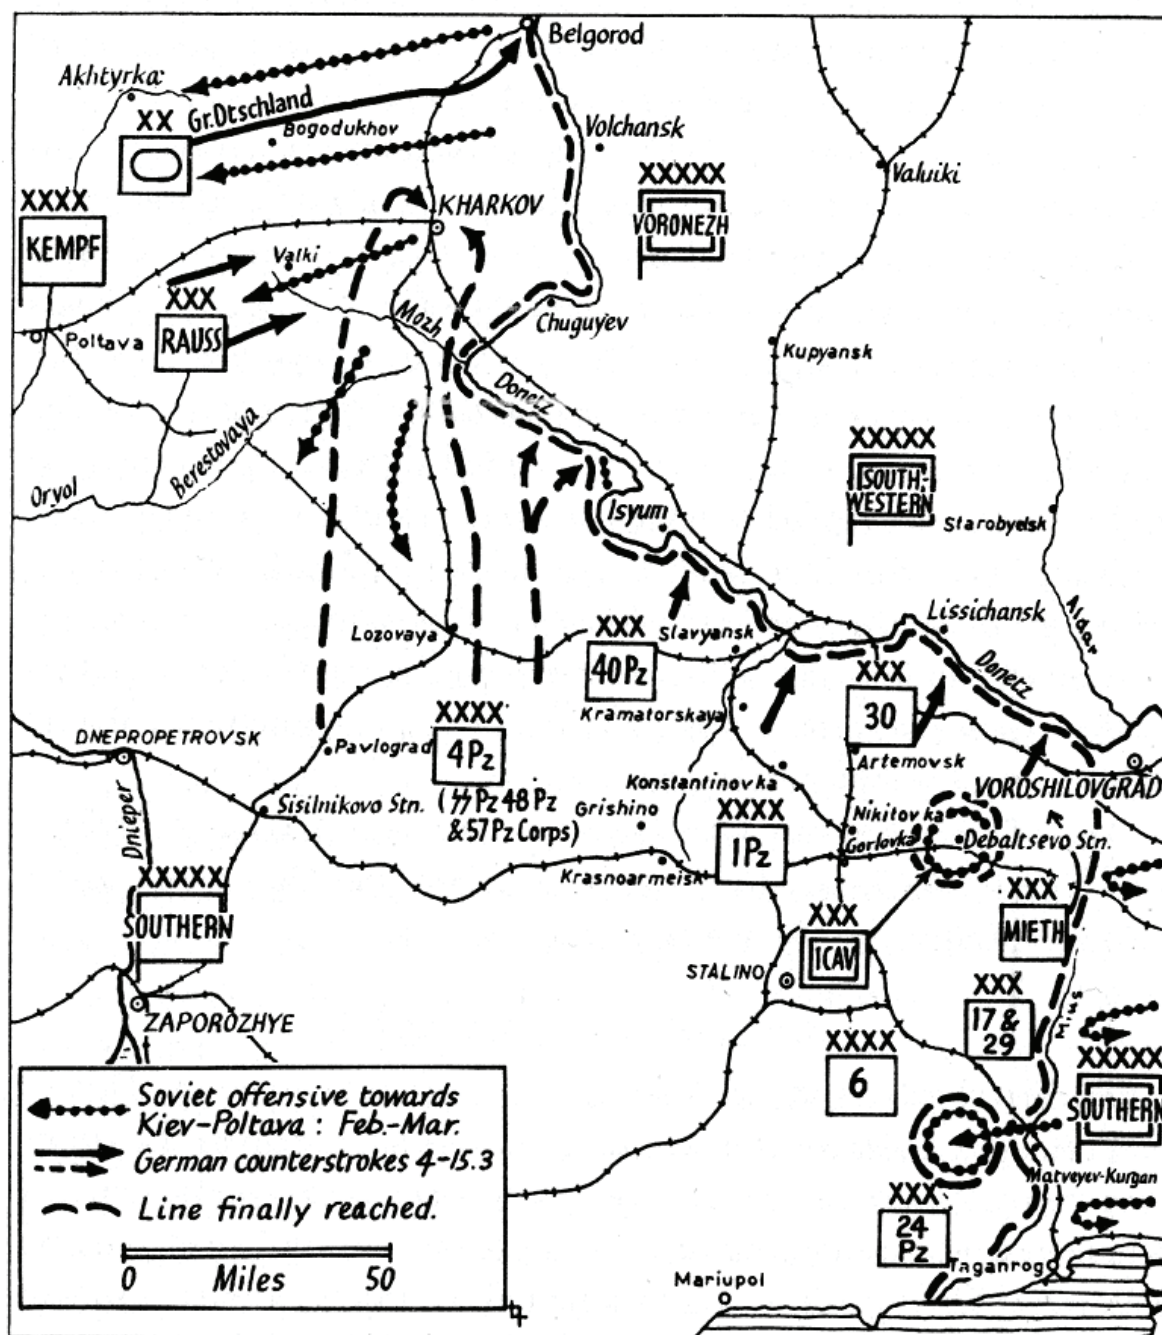 Belgorod
Akhtyrka
XX
Gr.Dtschland
Bogodukhov
Volchansk
XXXXX
VORONEZH
Valuiki
XXXX
KEMPF
KHARKOV
Valki
XXX
RAUSS
Poltava
Mozh
Chuguyev
Kupyansk
Donetz
Berestovaya
Oryol
XXXXX
SOUTH-
WESTERN
Starobyelsk
Isyum
Aldar
Lissichansk
Donetz
Lozovaya
XXX
40Pz
Slavyansk
XXX
30
Kramatorskaya
DNEPROPETROVSK
Pavlograd
XXXX
4Pz
(SS Pz 48 Pz
& 57 Pz Corps)
Artemovsk
Konstantinovka
VOROSHILOVGRAD
Dnieper
Sisilnikovo Stn.
Grishino
XXXX
1Pz
Nikitovka
Gorlovka
Debaltsevo Stn.
Krasnoarmeisk
XXXXX
SOUTHERN
XXX
MIETH
XXX
ICAV
STALINO
XXX
17 &
29
Mius
ZAPOROZHYE
XXXX
6
XXXXX
SOUTHERN
Matveyev-Kurgan
XXX
24
Pz
Taganrog
Mariupol
Soviet offensive towards
Kiev-Poltava : Feb.-Mar.
German counterstrokes 4-15.3
Line finally reached.
0 Miles 50